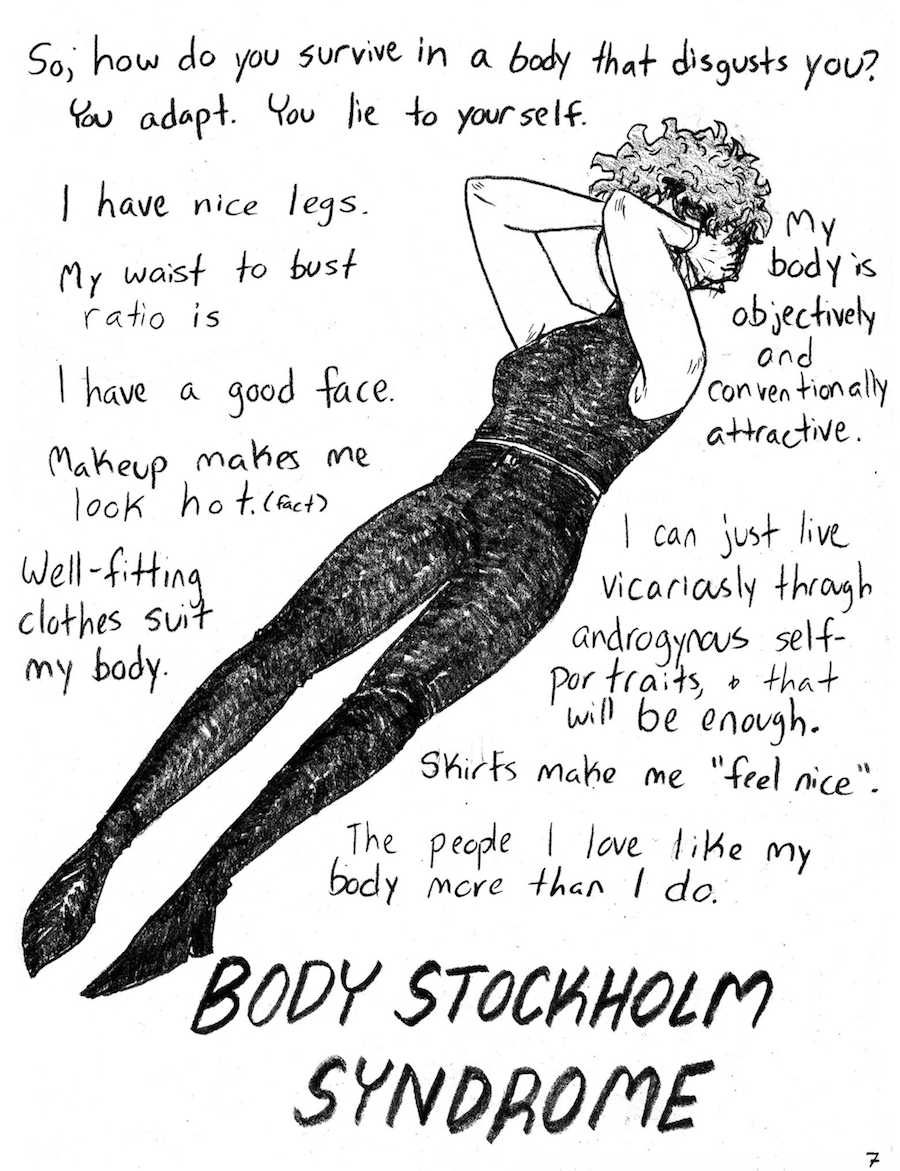 So, how do you survive in a body that disgusts you?
You adapt. You lie to yourself.
I have nice legs.
My waist to bust
ratio is
I have a good face.
Makeup makes me
look hot. (fact)
Well-fitting
clothes suit
my body.
My
body is
objectively
and
conventionally
attractive.
I can just live
vicariously through
androgynous self-
portraits, & that
will be enough.
Skirts make me "feel nice".
The people I love like my
body more than I do.
BODY STOCKHOLM
SYNDROME
7